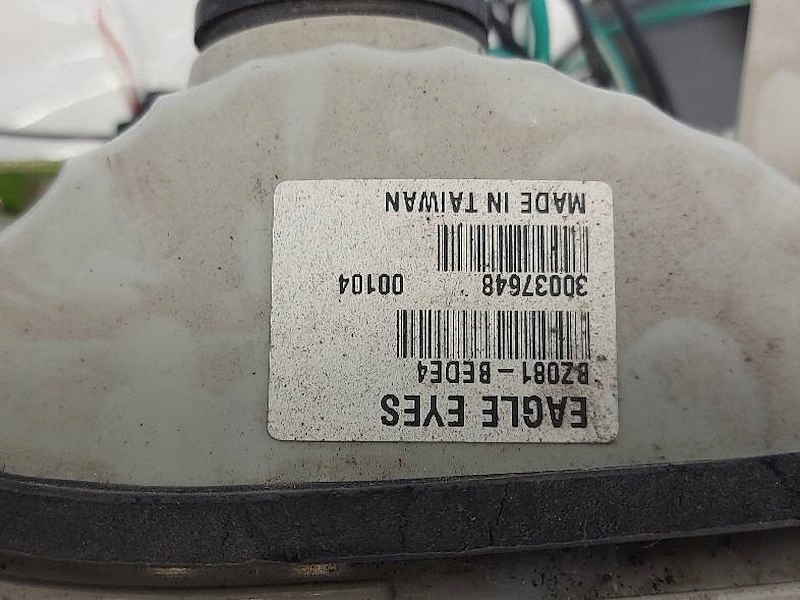 EAGLE EYES
BZ081-BEDE4
30037648 00104
MADE IN TAIWAN